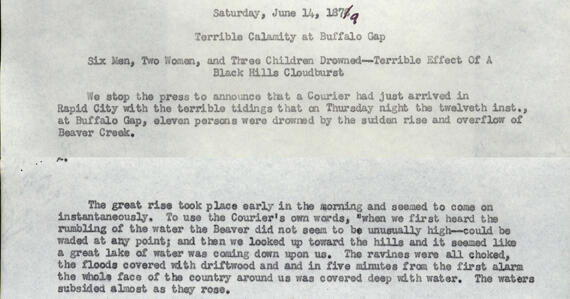 Saturday, June 14, 1879
Terrible Calamity at Buffalo Gap
Six Men, Two Women, and Three Children Drowned--Terrible Effect Of A
Black Hills Cloudburst
We stop the press to announce that a Courier had just arrived in
Rapid City with the terrible tidings that on Thursday night the twelveth inst.,
at Buffalo Gap, eleven persons were drowned by the sudden rise and overflow of
Beaver Creek.
The great rise took place early in the morning and seemed to come on
instantaneously. To use the Courier's own words, "when we first heard the
rumbling of the water the Beaver did not seem to be unusually high--could be
waded at any point; and then we looked up toward the hills and it seemed like
a great lake of water was coming down upon us. The ravines were all choked,
the floods covered with driftwood and and in five minutes from the first alarm
the whole face of the country around us was covered deep with water. The waters
subsided almost as they rose.